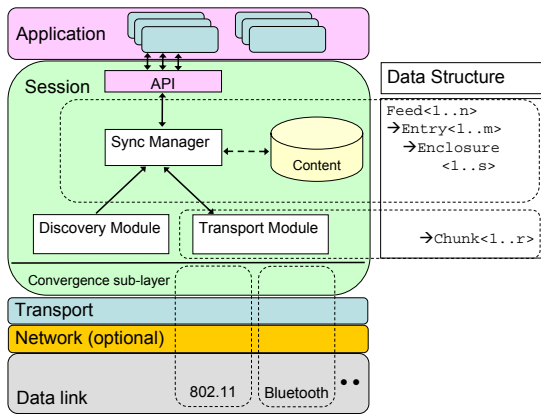 Application
Session
API
Data Structure
Feed<1..n>
→Entry<1..m>
→Enclosure
<1..s>
Sync Manager
Content
Discovery Module
Transport Module
→Chunk<1..r>
Convergence sub-layer
Transport
Network (optional)
802.11
Bluetooth
Data link